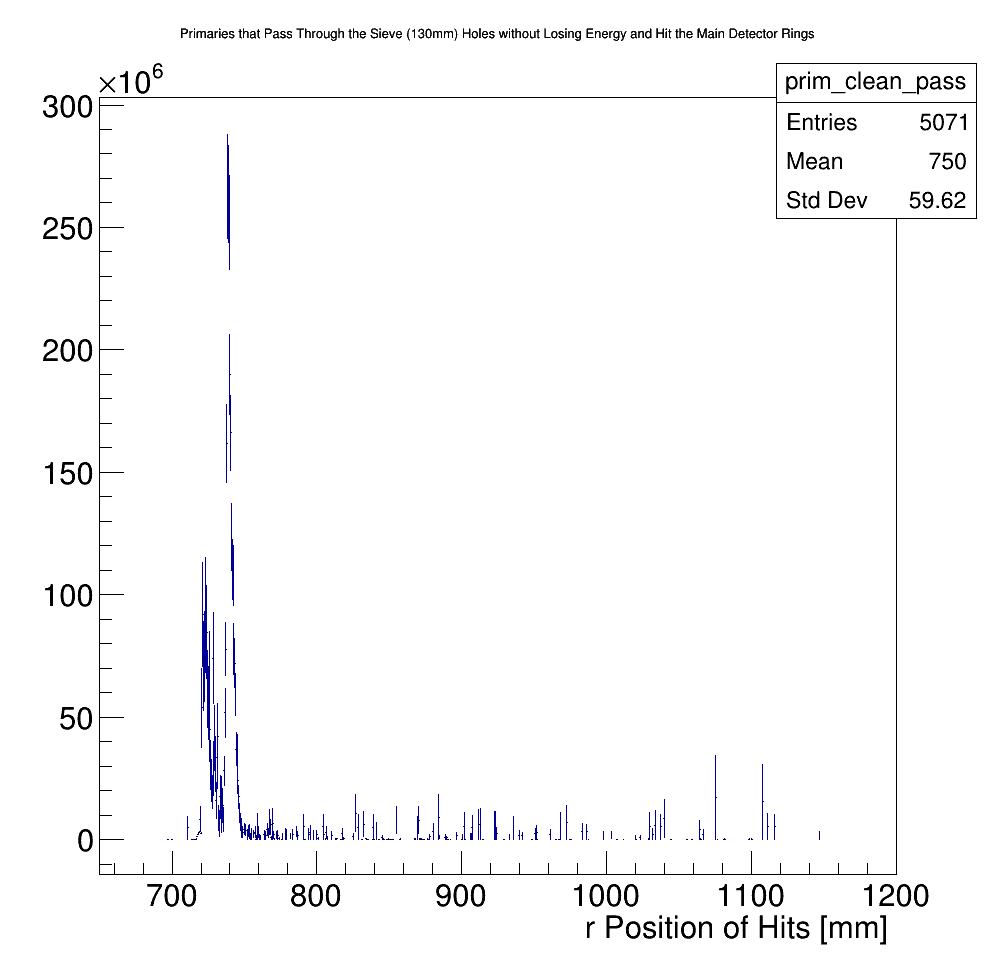 Primaries that Pass Through the Sieve (130mm) Holes without Losing Energy and Hit the Main Detector Rings
×10⁶
prim_clean_pass
Entries 5071
Mean 750
Std Dev 59.62
300
250
200
150
100
50
0
700 800 900 1000 1100 1200
r Position of Hits [mm]